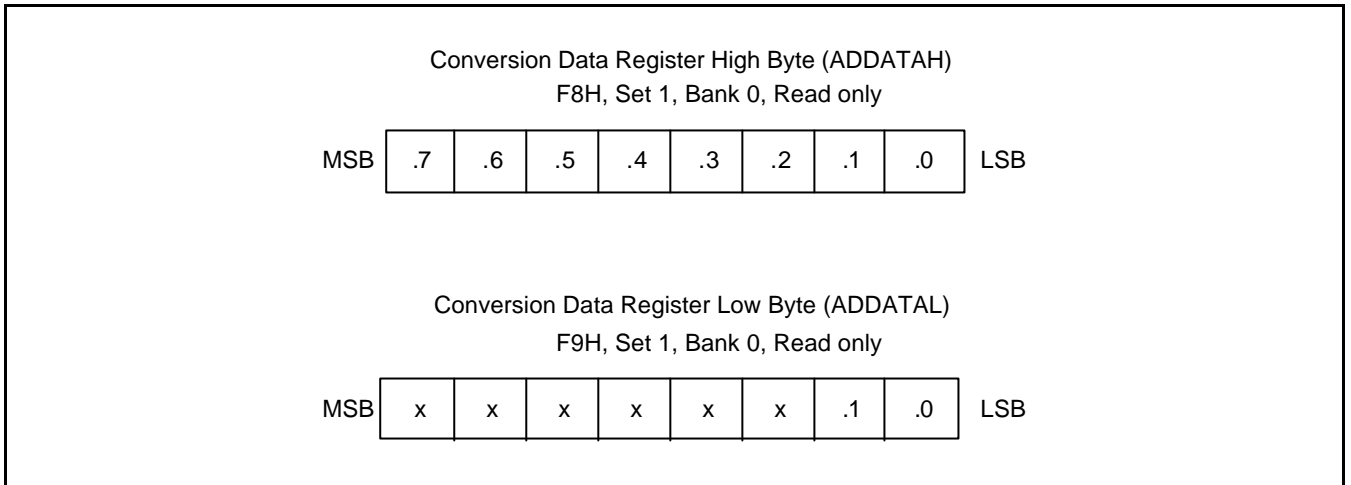 Conversion Data Register High Byte (ADDATAH)
F8H, Set 1, Bank 0, Read only
MSB .7 .6 .5 .4 .3 .2 .1 .0 LSB
Conversion Data Register Low Byte (ADDATAL)
F9H, Set 1, Bank 0, Read only
MSB x x x x x x .1 .0 LSB